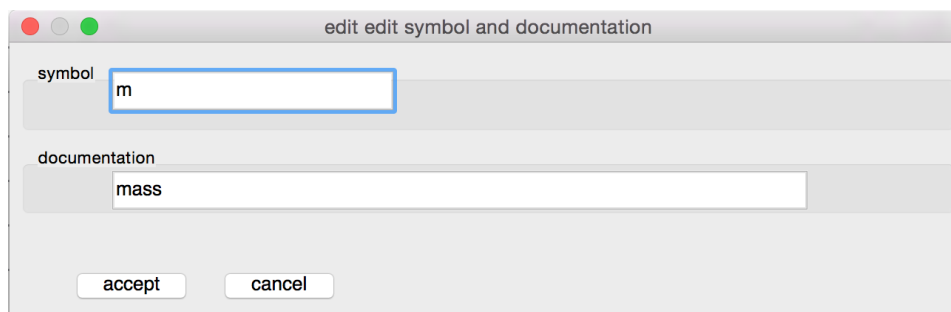 edit edit symbol and documentation
symbol
m
documentation
mass
accept cancel